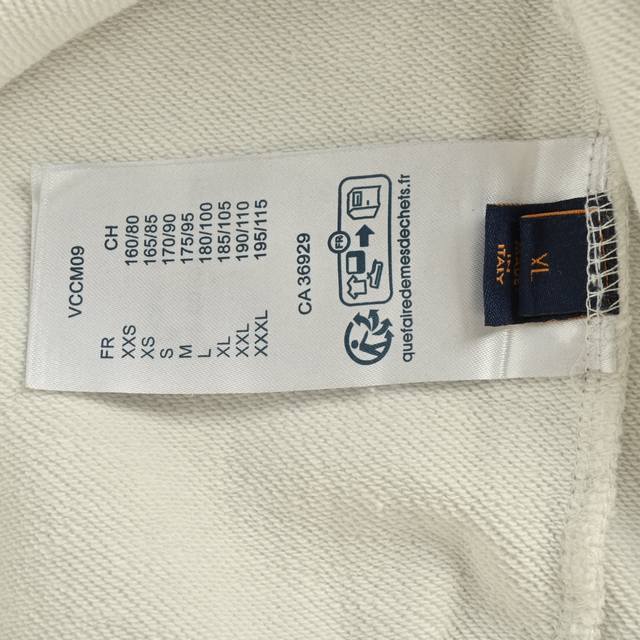 VCCM09
FR CH
XXS 160/80
XS 165/85
S 170/90
M 175/95
L 180/100
XL 185/105
XXL 190/110
XXXL 195/115
CA 36929
FR
quefairedemesdechets.fr
XL
ITALY